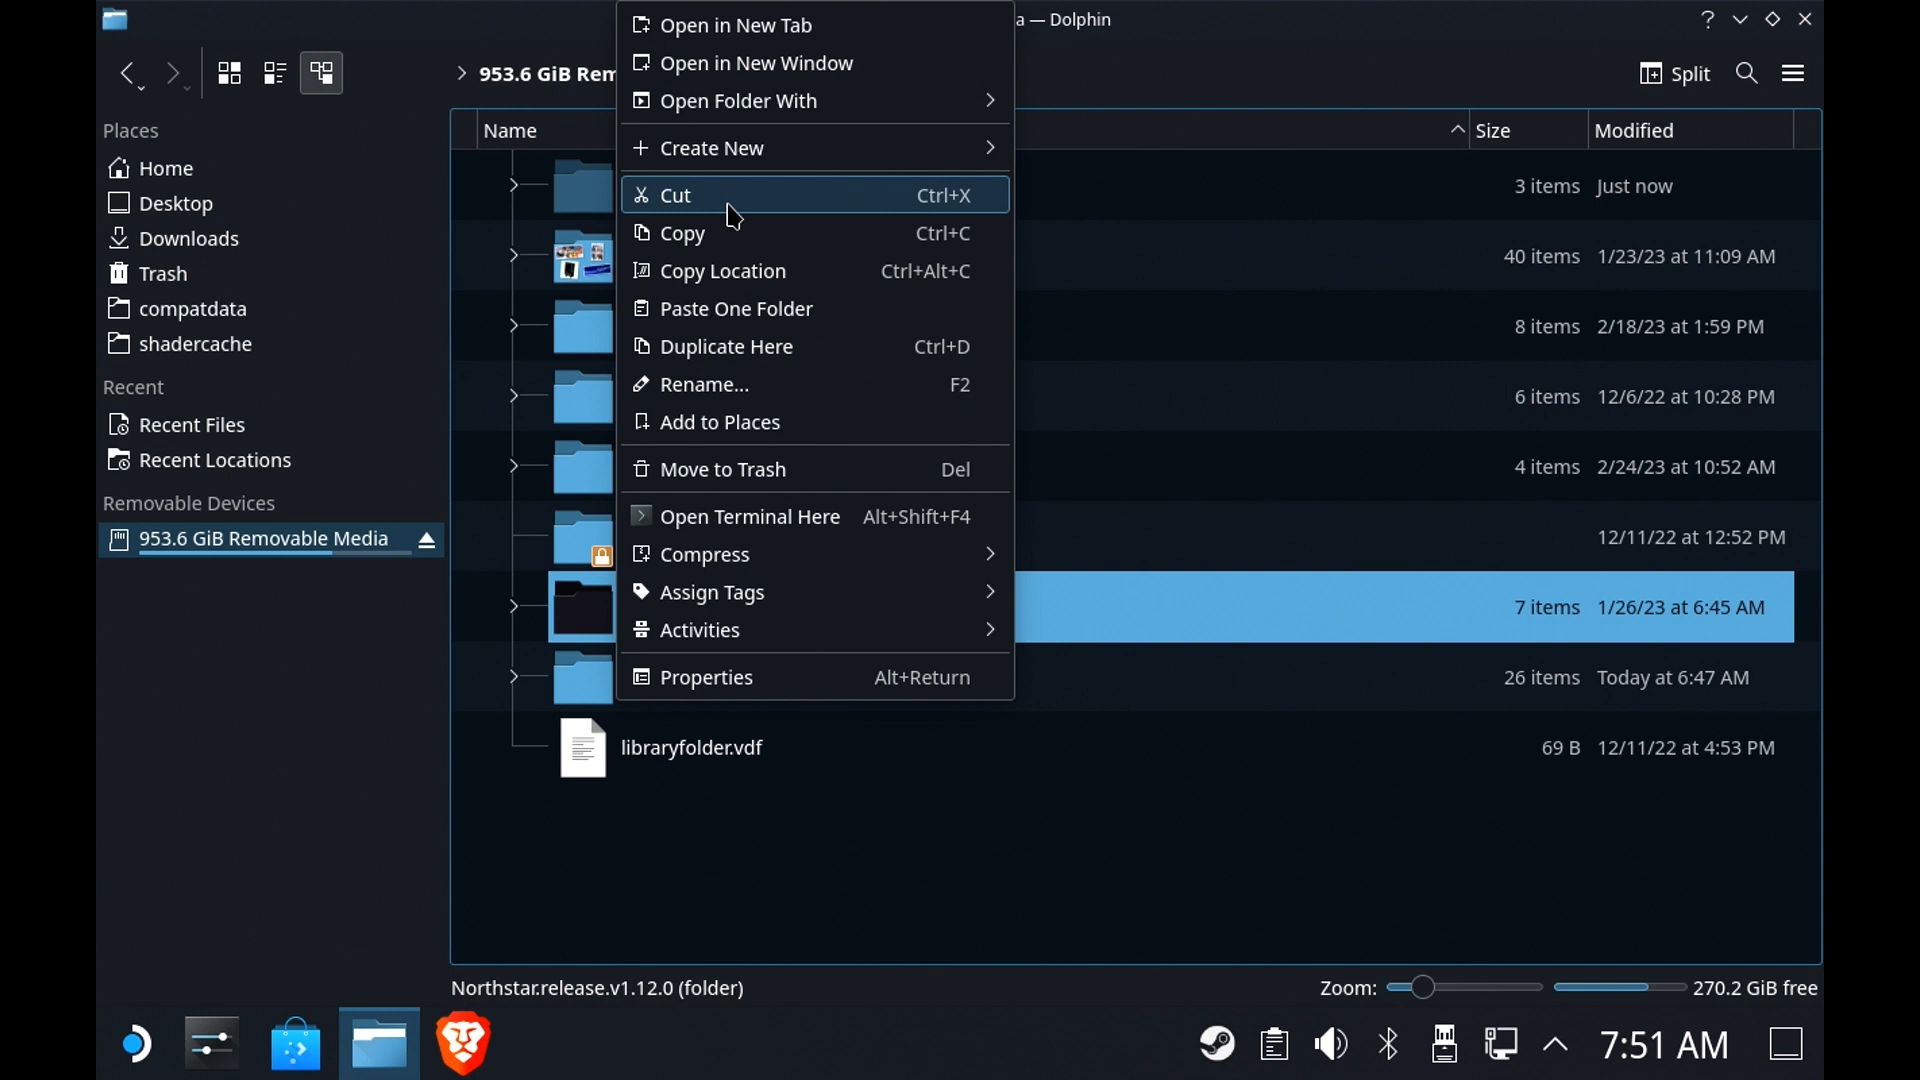 a — Dolphin
953.6 GiB Rem
Split
Places
Home
Desktop
Downloads
Trash
compatdata
shadercache
Recent
Recent Files
Recent Locations
Removable Devices
953.6 GiB Removable Media
Name
Size
Modified
3 items Just now
40 items 1/23/23 at 11:09 AM
8 items 2/18/23 at 1:59 PM
6 items 12/6/22 at 10:28 PM
4 items 2/24/23 at 10:52 AM
12/11/22 at 12:52 PM
7 items 1/26/23 at 6:45 AM
26 items Today at 6:47 AM
libraryfolder.vdf 69 B 12/11/22 at 4:53 PM
Open in New Tab
Open in New Window
Open Folder With
Create New
Cut Ctrl+X
Copy Ctrl+C
Copy Location Ctrl+Alt+C
Paste One Folder
Duplicate Here Ctrl+D
Rename... F2
Add to Places
Move to Trash Del
Open Terminal Here Alt+Shift+F4
Compress
Assign Tags
Activities
Properties Alt+Return
Northstar.release.v1.12.0 (folder)
Zoom:
270.2 GiB free
7:51 AM